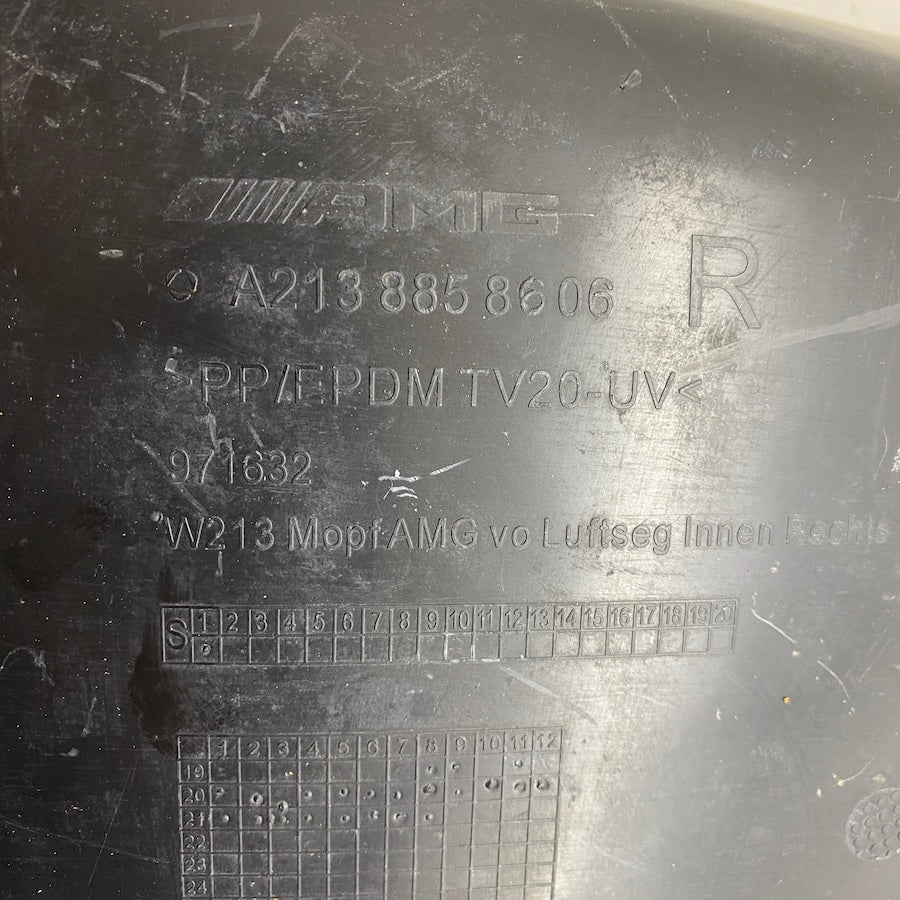 AMG
A213 885 86 06 R
>PP/EPDM TV20-UV<
971632
W213 Mopf AMG vo Luftseg Innen Rechts
S 1 2 3 4 5 6 7 8 9 10 11 12 13 14 15 16 17 18 19 20
1 2 3 4 5 6 7 8 9 10 11 12
19
20
21
22
23
24